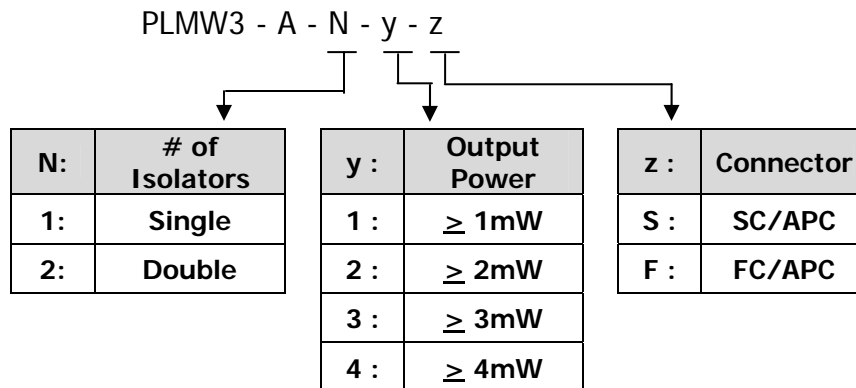 PLMW3 - A - N - y - z
N: # of Isolators
1: Single
2: Double
y : Output Power
1 : ≥ 1mW
2 : ≥ 2mW
3 : ≥ 3mW
4 : ≥ 4mW
z : Connector
S : SC/APC
F : FC/APC